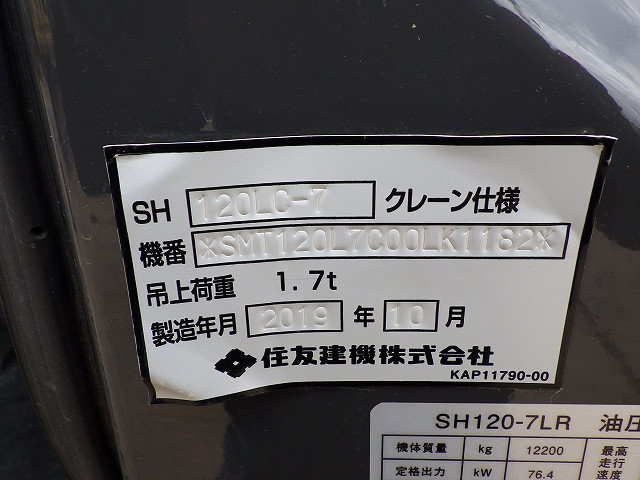 SH 120LC-7 クレーン仕様
機番 *SMT120L7C00LK1182*
吊上荷重 1.7t
製造年月 2019 年 10 月
住友建機株式会社
KAP11790-00
SH120-7LR 油圧
機体質量 kg 12200 最高
走行
定格出力 kW 76.4 速度